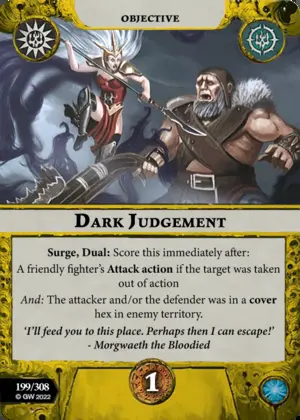 OBJECTIVE
DARK JUDGEMENT
Surge, Dual: Score this immediately after:
A friendly fighter's Attack action if the target was taken
out of action
And: The attacker and/or the defender was in a cover
hex in enemy territory.
'I'll feed you to this place. Perhaps then I can escape!'
- Morgwaeth the Bloodied
199/308
© GW 2022
1